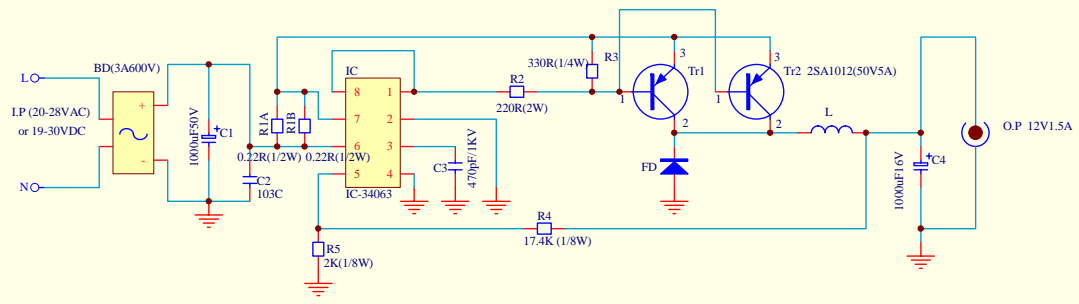 L
I.P (20-28VAC)
or 19-30VDC
N
BD(3A600V)
+
-
1000uF50V
+
C1
C2
103C
R1A
R1B
0.22R(1/2W)
0.22R(1/2W)
IC
8
7
6
5
1
2
3
4
IC-34063
C3
470pF/1KV
R2
220R(2W)
330R(1/4W)
R3
1
3
Tr1
2
1
3
Tr2 2SA1012(50V5A)
2
FD
L
R4
17.4K (1/8W)
R5
2K(1/8W)
1000uF16V
+
C4
O.P 12V1.5A